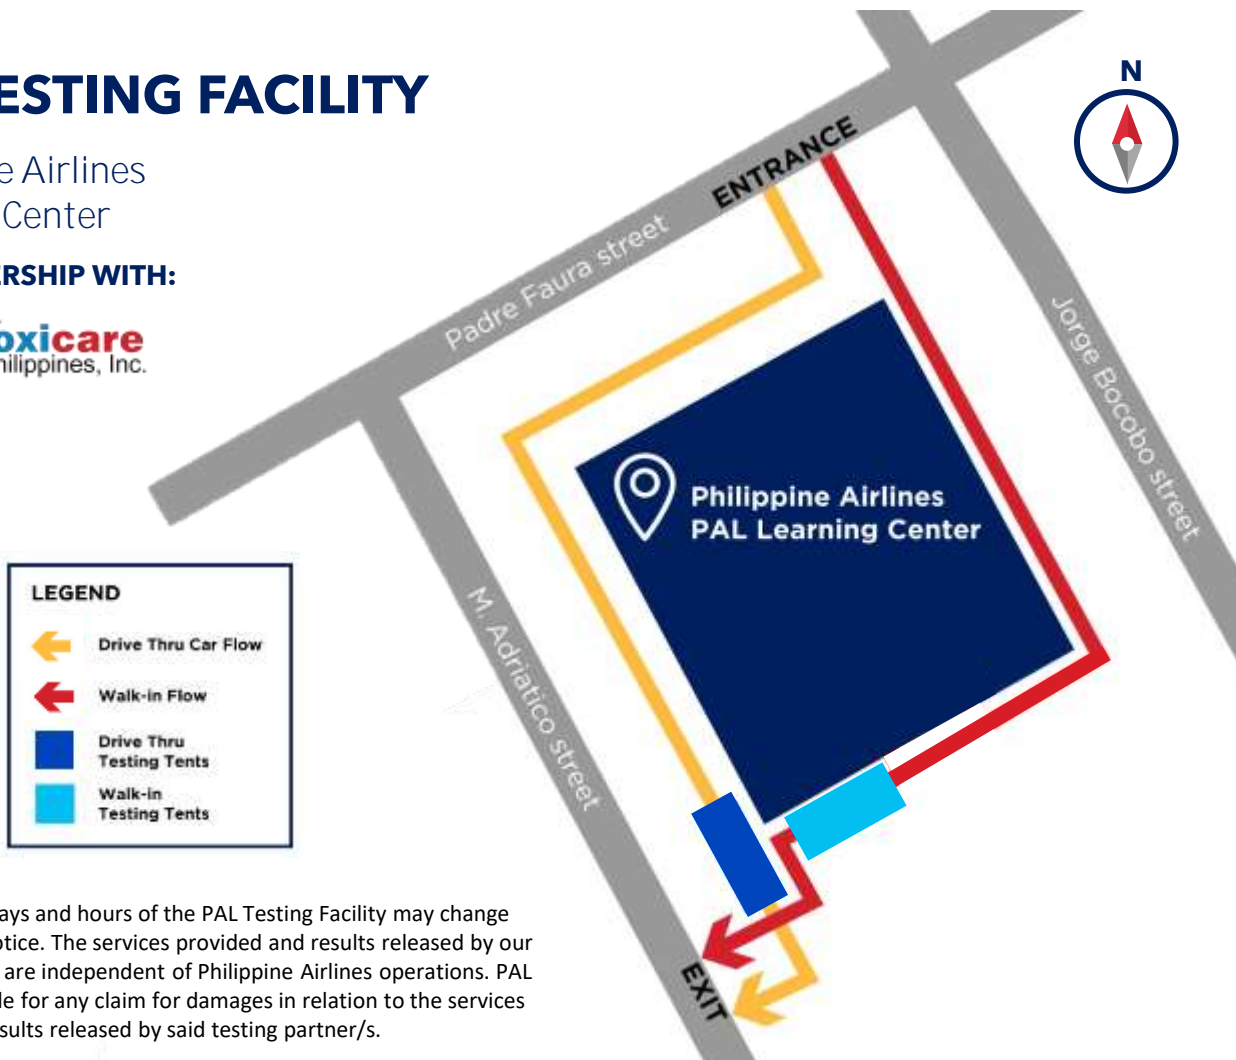 ESTING FACILITY
e Airlines
Center
ERSHIP WITH:
oxicare
hilippines, Inc.
N
ENTRANCE
Padre Faura street
Jorge Bocobo street
Philippine Airlines
PAL Learning Center
M. Adriatico street
LEGEND
Drive Thru Car Flow
Walk-in Flow
Drive Thru
Testing Tents
Walk-in
Testing Tents
EXIT
ays and hours of the PAL Testing Facility may change
otice. The services provided and results released by our
are independent of Philippine Airlines operations. PAL
le for any claim for damages in relation to the services
sults released by said testing partner/s.